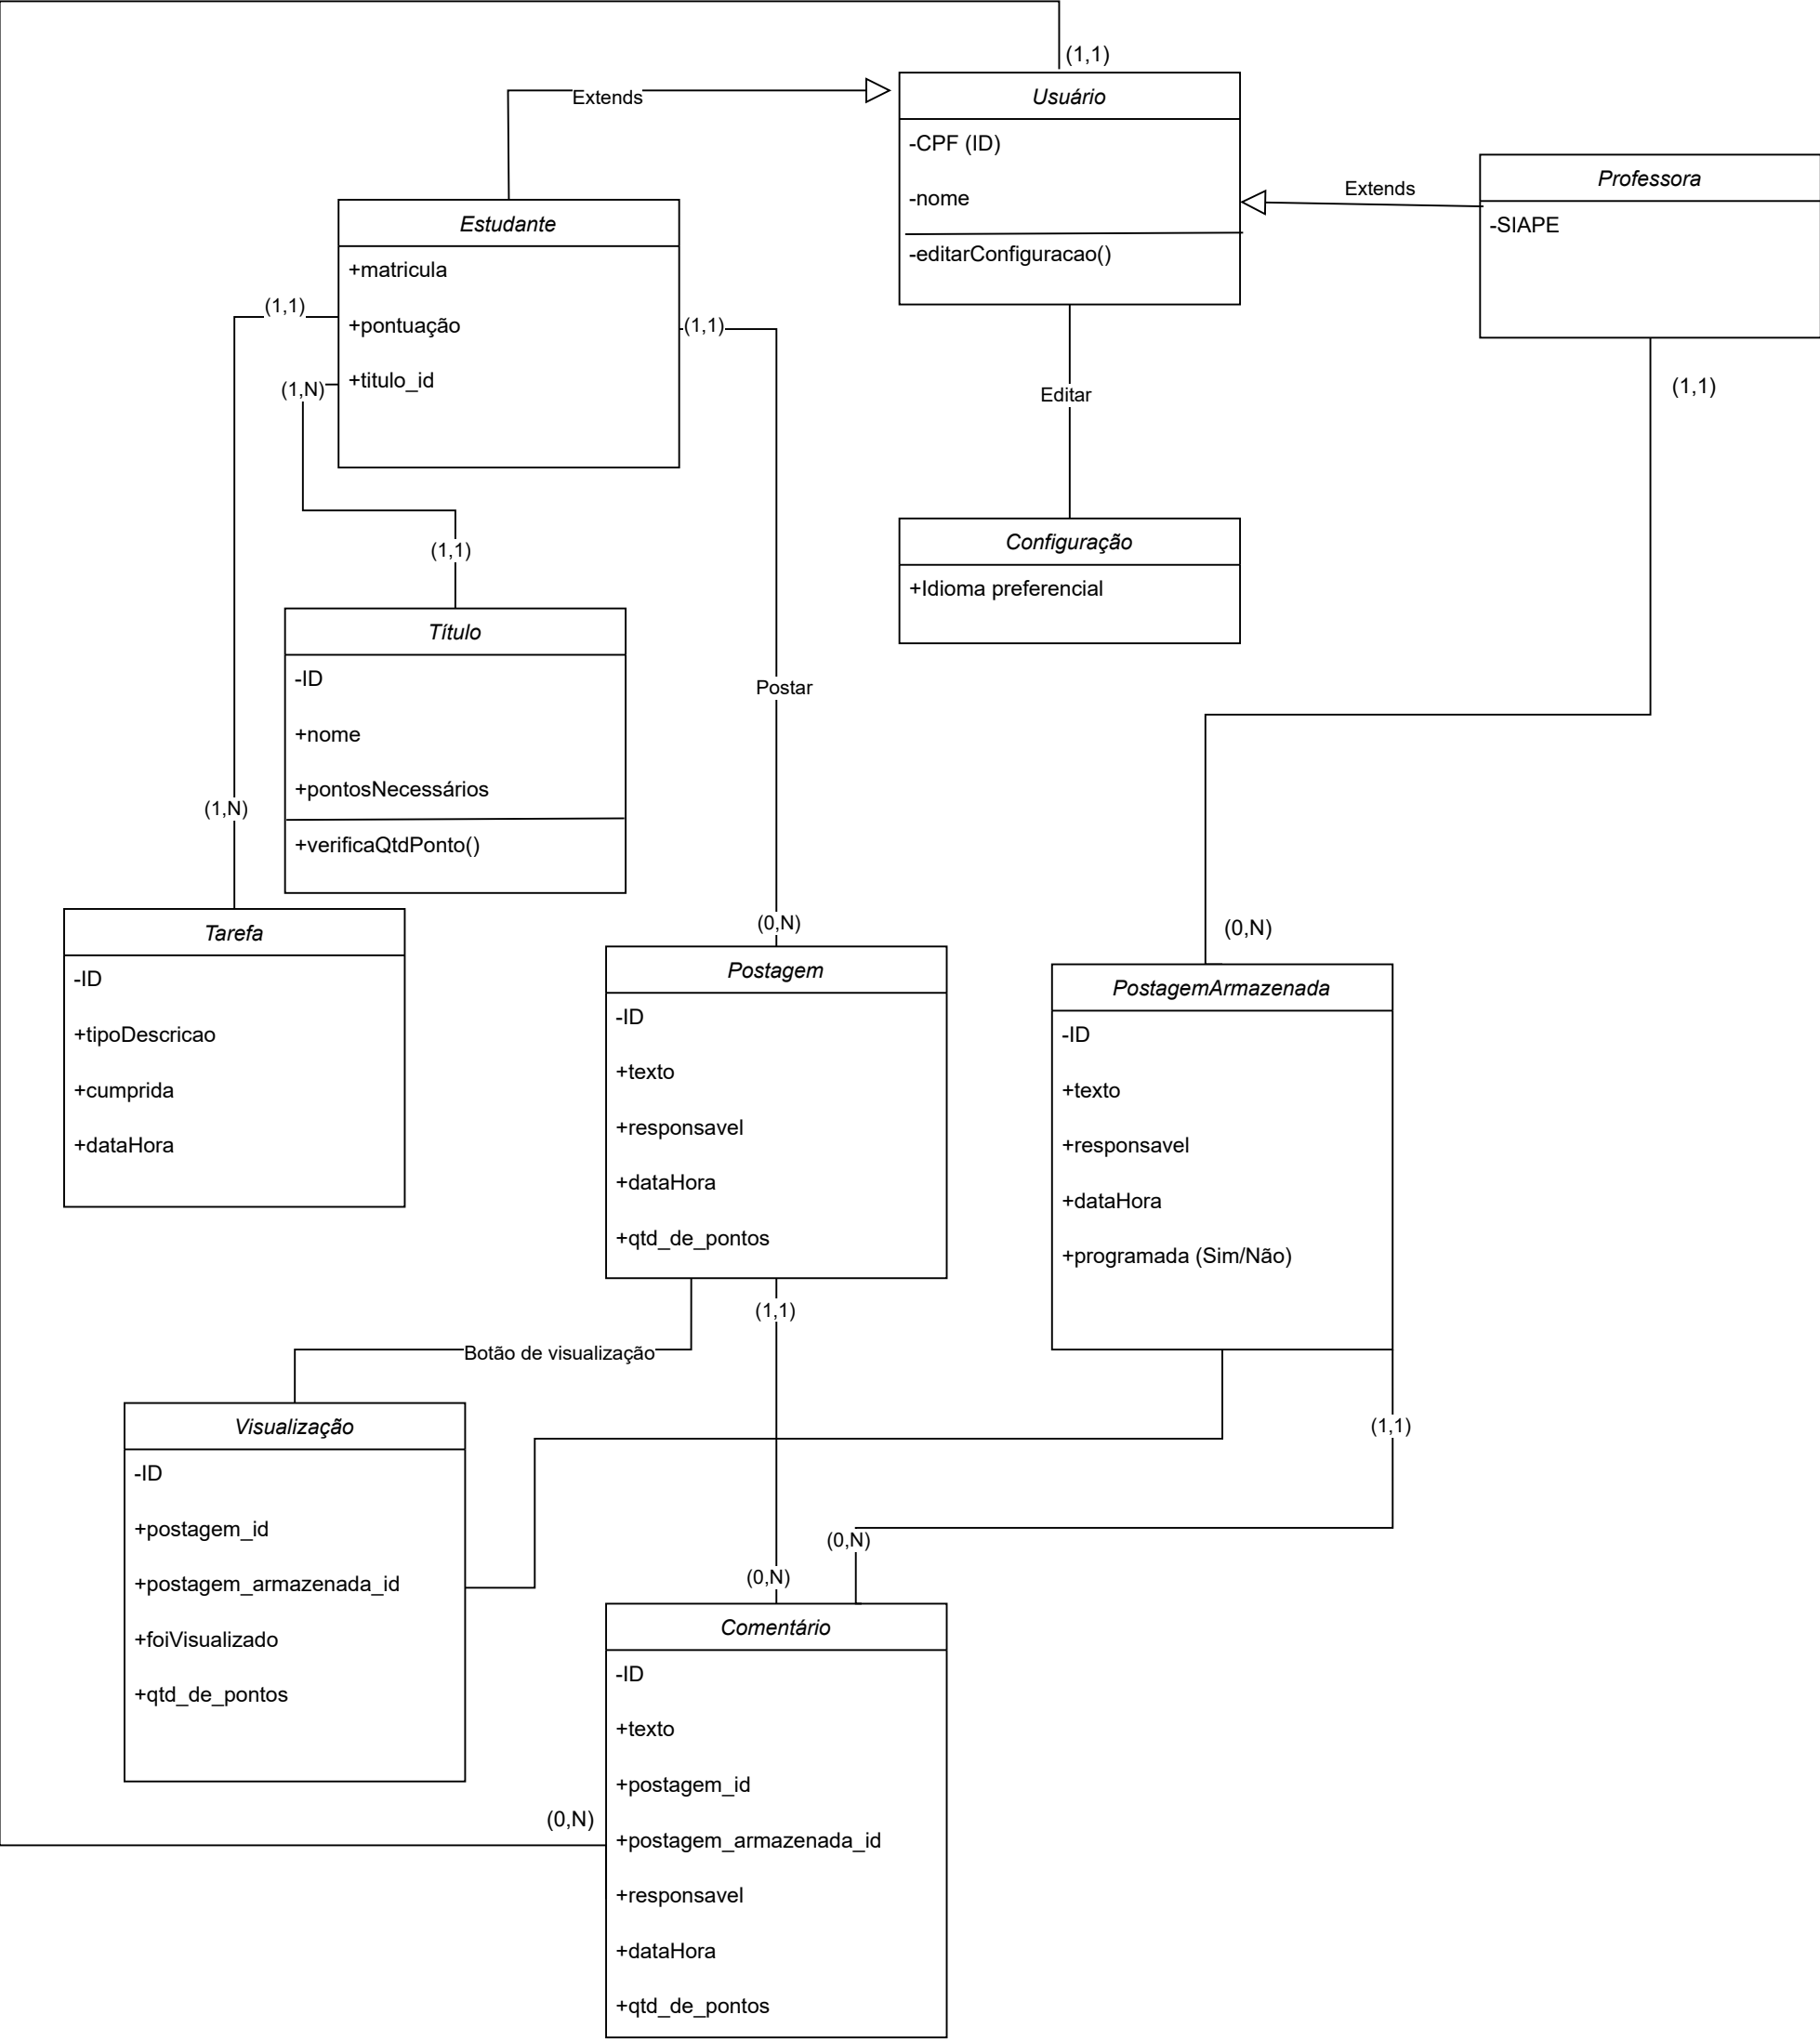 (1,1)
Usuário
-CPF (ID)
-nome
-editarConfiguracao()
Extends
Extends
Professora
-SIAPE
(1,1)
Estudante
+matricula
+pontuação
+titulo_id
(1,1)
(1,N)
(1,1)
Editar
Configuração
+Idioma preferencial
(1,1)
Título
-ID
+nome
+pontosNecessários
+verificaQtdPonto()
Postar
(1,N)
(0,N)
(0,N)
Tarefa
-ID
+tipoDescricao
+cumprida
+dataHora
Postagem
-ID
+texto
+responsavel
+dataHora
+qtd_de_pontos
PostagemArmazenada
-ID
+texto
+responsavel
+dataHora
+programada (Sim/Não)
(1,1)
Botão de visualização
(1,1)
Visualização
-ID
+postagem_id
+postagem_armazenada_id
+foiVisualizado
+qtd_de_pontos
(0,N)
(0,N)
Comentário
-ID
+texto
+postagem_id
+postagem_armazenada_id
+responsavel
+dataHora
+qtd_de_pontos
(0,N)